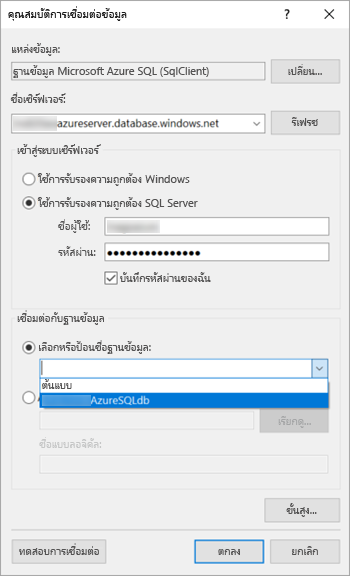 คุณสมบัติการเชื่อมต่อข้อมูล
แหล่งข้อมูล:
ฐานข้อมูล Microsoft Azure SQL (SqlClient)
เปลี่ยน...
ชื่อเซิร์ฟเวอร์:
azureserver.database.windows.net
รีเฟรช
เข้าสู่ระบบเซิร์ฟเวอร์
ใช้การรับรองความถูกต้อง Windows
ใช้การรับรองความถูกต้อง SQL Server
ชื่อผู้ใช้:
รหัสผ่าน:
บันทึกรหัสผ่านของฉัน
เชื่อมต่อกับฐานข้อมูล
เลือกหรือป้อนชื่อฐานข้อมูล:
ต้นแบบ
AzureSQLdb
เรียกดู...
ชื่อแบบลอจิคัล:
ขั้นสูง...
ทดสอบการเชื่อมต่อ
ตกลง
ยกเลิก